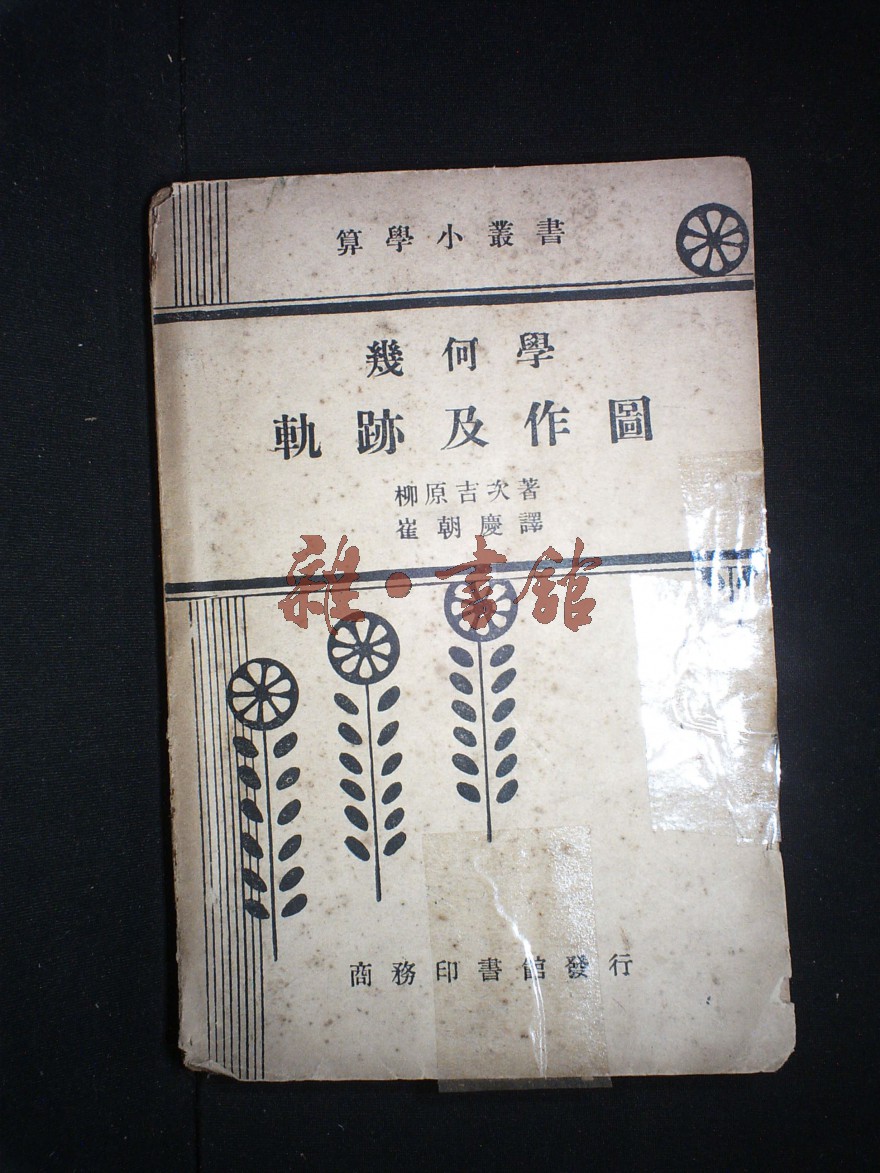 算學小叢書
幾何學
軌跡及作圖
柳原吉次著
崔朝慶譯
雜·書館
商務印書館發行